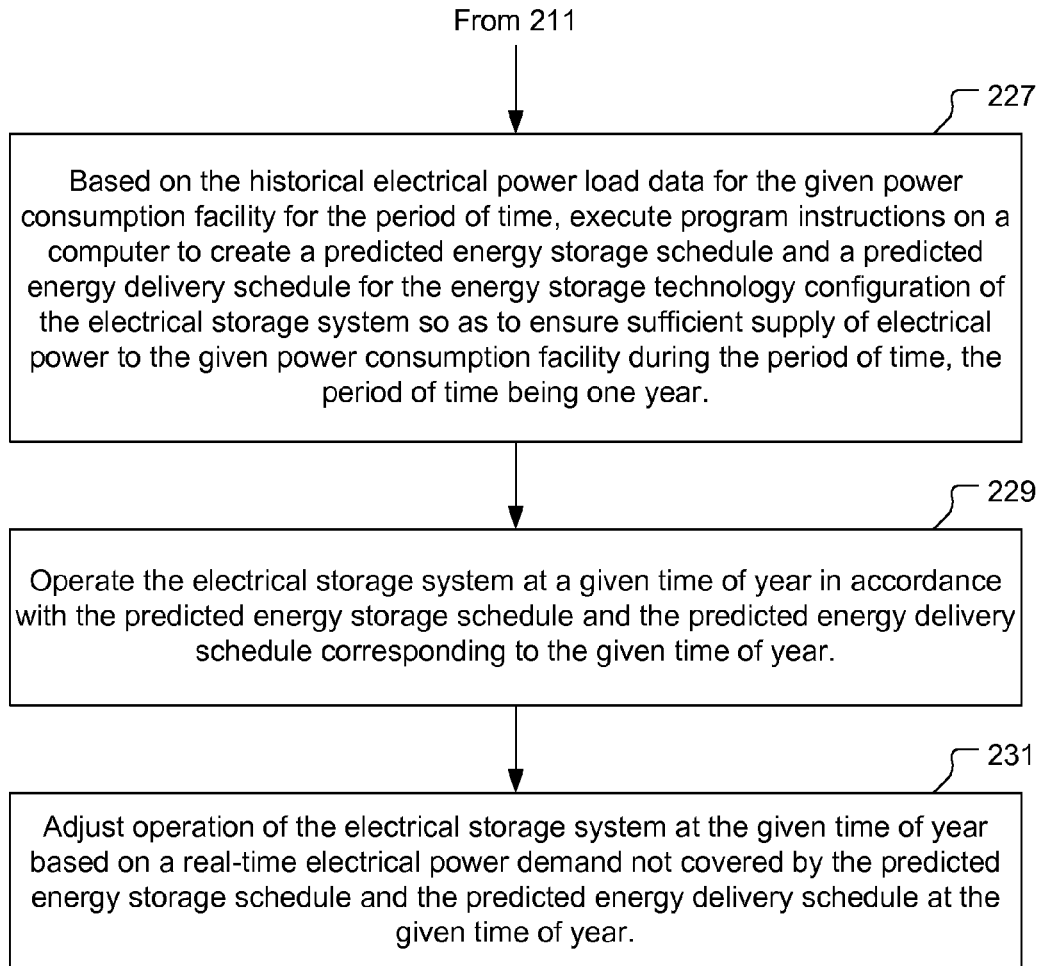 From 211
227
Based on the historical electrical power load data for the given power
consumption facility for the period of time, execute program instructions on a
computer to create a predicted energy storage schedule and a predicted
energy delivery schedule for the energy storage technology configuration of
the electrical storage system so as to ensure sufficient supply of electrical
power to the given power consumption facility during the period of time, the
period of time being one year.
229
Operate the electrical storage system at a given time of year in accordance
with the predicted energy storage schedule and the predicted energy delivery
schedule corresponding to the given time of year.
231
Adjust operation of the electrical storage system at the given time of year
based on a real-time electrical power demand not covered by the predicted
energy storage schedule and the predicted energy delivery schedule at the
given time of year.